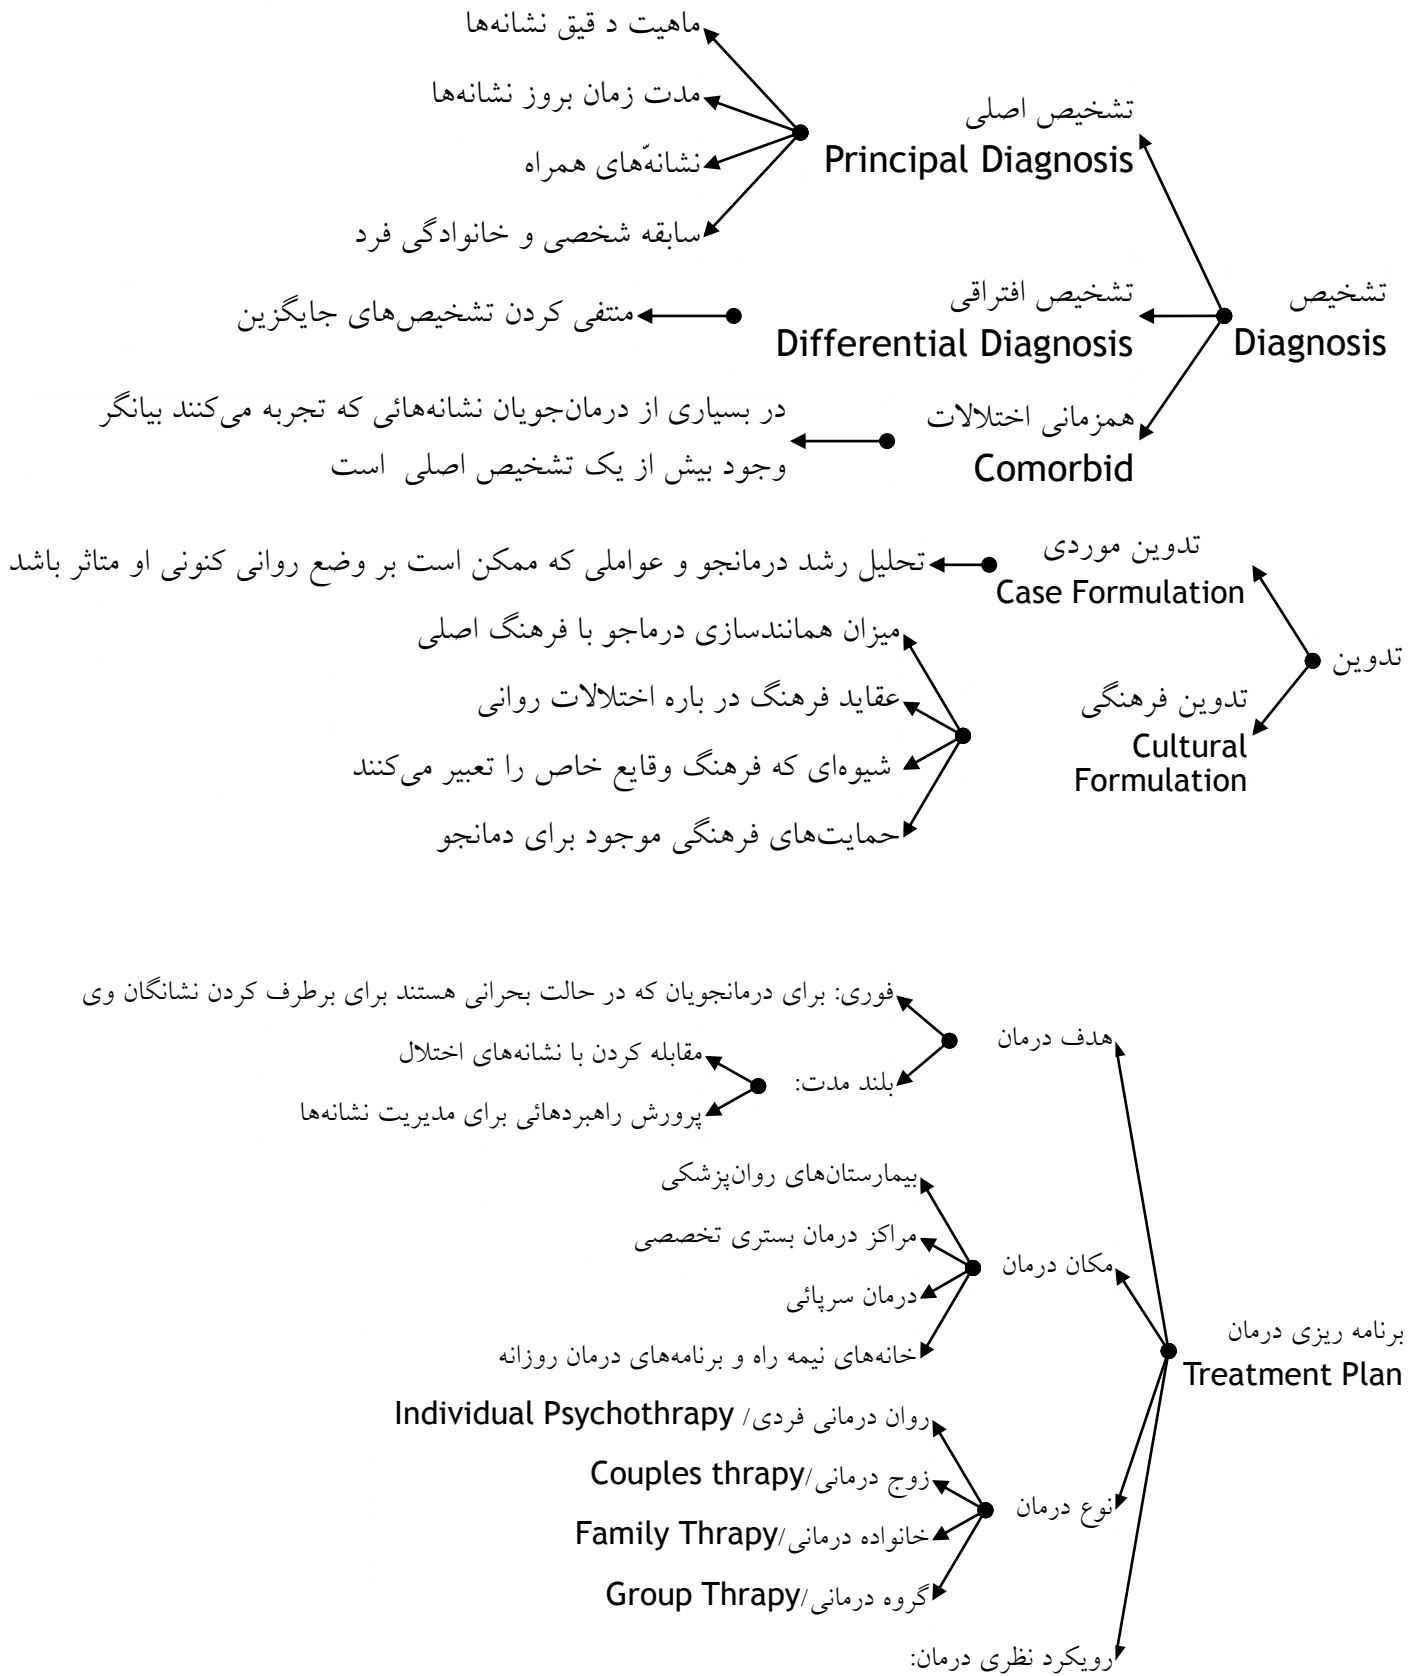 تشخیص
Diagnosis
تشخیص اصلی
Principal Diagnosis
ماهیت د قیق نشانه‌ها
مدت زمان بروز نشانه‌ها
نشانه‌ّهای همراه
سابقه شخصی و خانوادگی فرد
تشخیص افتراقی
Differential Diagnosis
منتفی کردن تشخیص‌های جایگزین
همزمانی اختلالات
Comorbid
در بسیاری از درمان‌جویان نشانه‌هائی که تجربه می‌کنند بیانگر
وجود بیش از یک تشخیص اصلی است
تدوین
تدوین موردی
Case Formulation
تحلیل رشد درمانجو و عواملی که ممکن است بر وضع روانی کنونی او متاثر باشد
تدوین فرهنگی
Cultural
Formulation
میزان همانندسازی درماجو با فرهنگ اصلی
عقاید فرهنگ در باره اختلالات روانی
شیوه‌ای که فرهنگ وقایع خاص را تعبیر می‌کنند
حمایت‌های فرهنگی موجود برای دمانجو
برنامه ریزی درمان
Treatment Plan
هدف درمان
فوری: برای درمانجویان که در حالت بحرانی هستند برای برطرف کردن نشانگان وی
بلند مدت:
مقابله کردن با نشانه‌های اختلال
پرورش راهبردهائی برای مدیریت نشانه‌ها
مکان درمان
بیمارستان‌های روان‌پزشکی
مراکز درمان بستری تخصصی
درمان سرپائی
خانه‌های نیمه راه و برنامه‌های درمان روزانه
نوع درمان
روان درمانی فردی/ Individual Psychothrapy
زوج درمانی/Couples thrapy
خانواده درمانی/Family Thrapy
گروه درمانی/Group Thrapy
رویکرد نظری درمان: